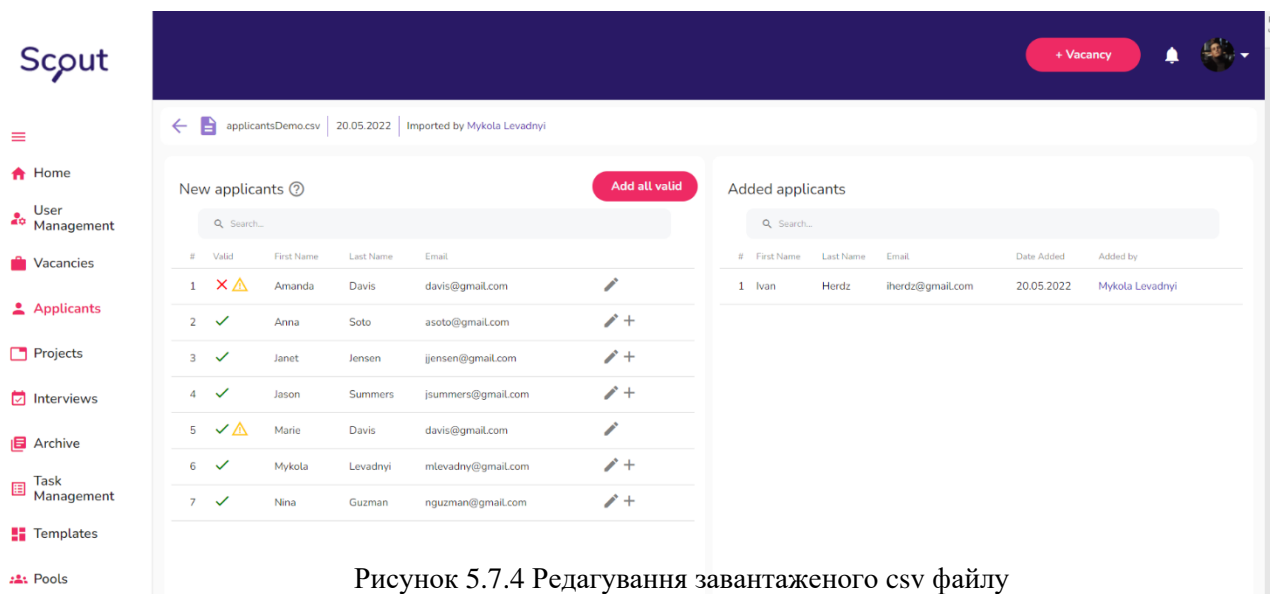 Scout
+ Vacancy
applicantsDemo.csv 20.05.2022 Imported by Mykola Levadnyi
Home
User
Management
Vacancies
Applicants
Projects
Interviews
Archive
Task
Management
Templates
Pools
New applicants ? Add all valid
Search...
# Valid First Name Last Name Email
1 Amanda Davis davis@gmail.com
2 Anna Soto asoto@gmail.com
3 Janet Jensen jjensen@gmail.com
4 Jason Summers jsummers@gmail.com
5 Marie Davis davis@gmail.com
6 Mykola Levadnyi mlevadny@gmail.com
7 Nina Guzman nguzman@gmail.com
Added applicants
Search...
# First Name Last Name Email Date Added Added by
1 Ivan Herdz iherdz@gmail.com 20.05.2022 Mykola Levadnyi
Рисунок 5.7.4 Редагування завантаженого csv файлу